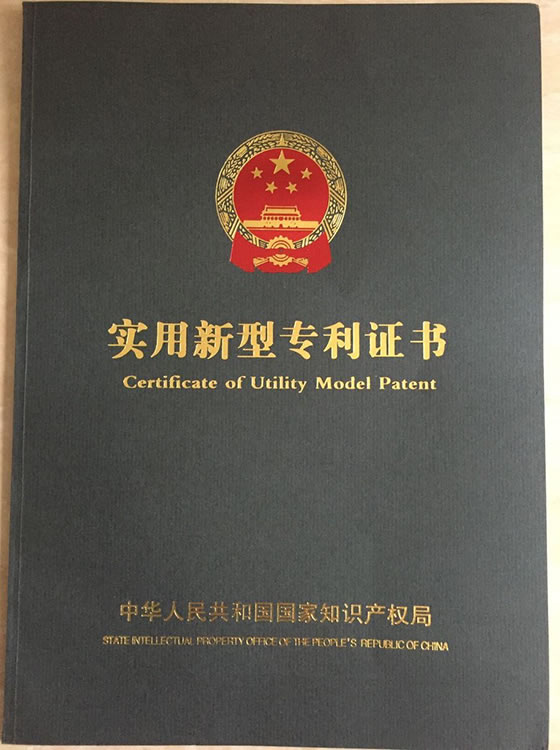 实用新型专利证书
Certificate of Utility Model Patent
中华人民共和国国家知识产权局
STATE INTELLECTUAL PROPERTY OFFICE OF THE PEOPLE'S REPUBLIC OF CHINA